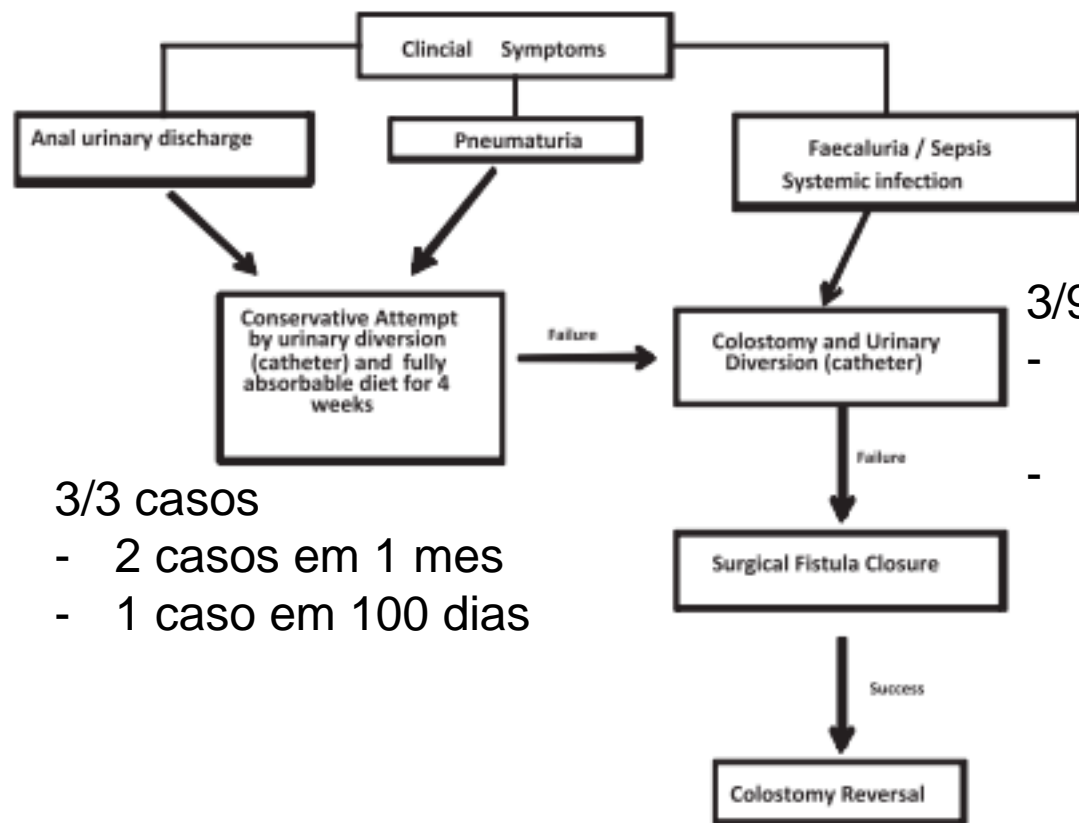 Clincial Symptoms
Anal urinary discharge
Pneumaturia
Faecaluria / Sepsis
Systemic infection
Conservative Attempt
by urinary diversion
(catheter) and fully
absorbable diet for 4
weeks
Failure
Colostomy and Urinary
Diversion (catheter)
3/9
-
-
Failure
3/3 casos
- 2 casos em 1 mes
- 1 caso em 100 dias
Surgical Fistula Closure
Success
Colostomy Reversal